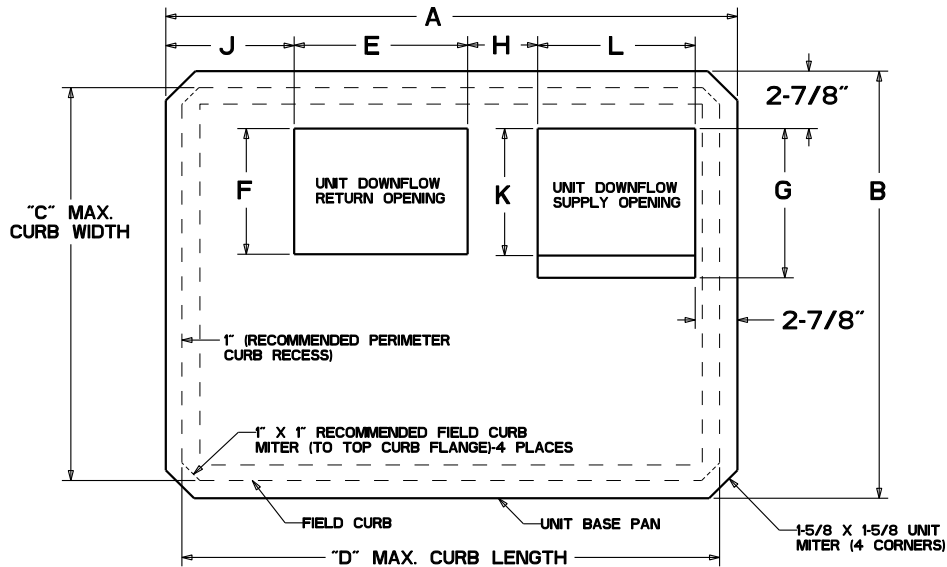 A
J
E
H
L
2-7/8"
F
UNIT DOWNFLOW
RETURN OPENING
K
UNIT DOWNFLOW
SUPPLY OPENING
G
B
"C" MAX.
CURB WIDTH
2-7/8"
1" (RECOMMENDED PERIMETER
CURB RECESS)
1" X 1" RECOMMENDED FIELD CURB
MITER (TO TOP CURB FLANGE)-4 PLACES
FIELD CURB
UNIT BASE PAN
1-5/8 X 1-5/8 UNIT
MITER (4 CORNERS)
"D" MAX. CURB LENGTH